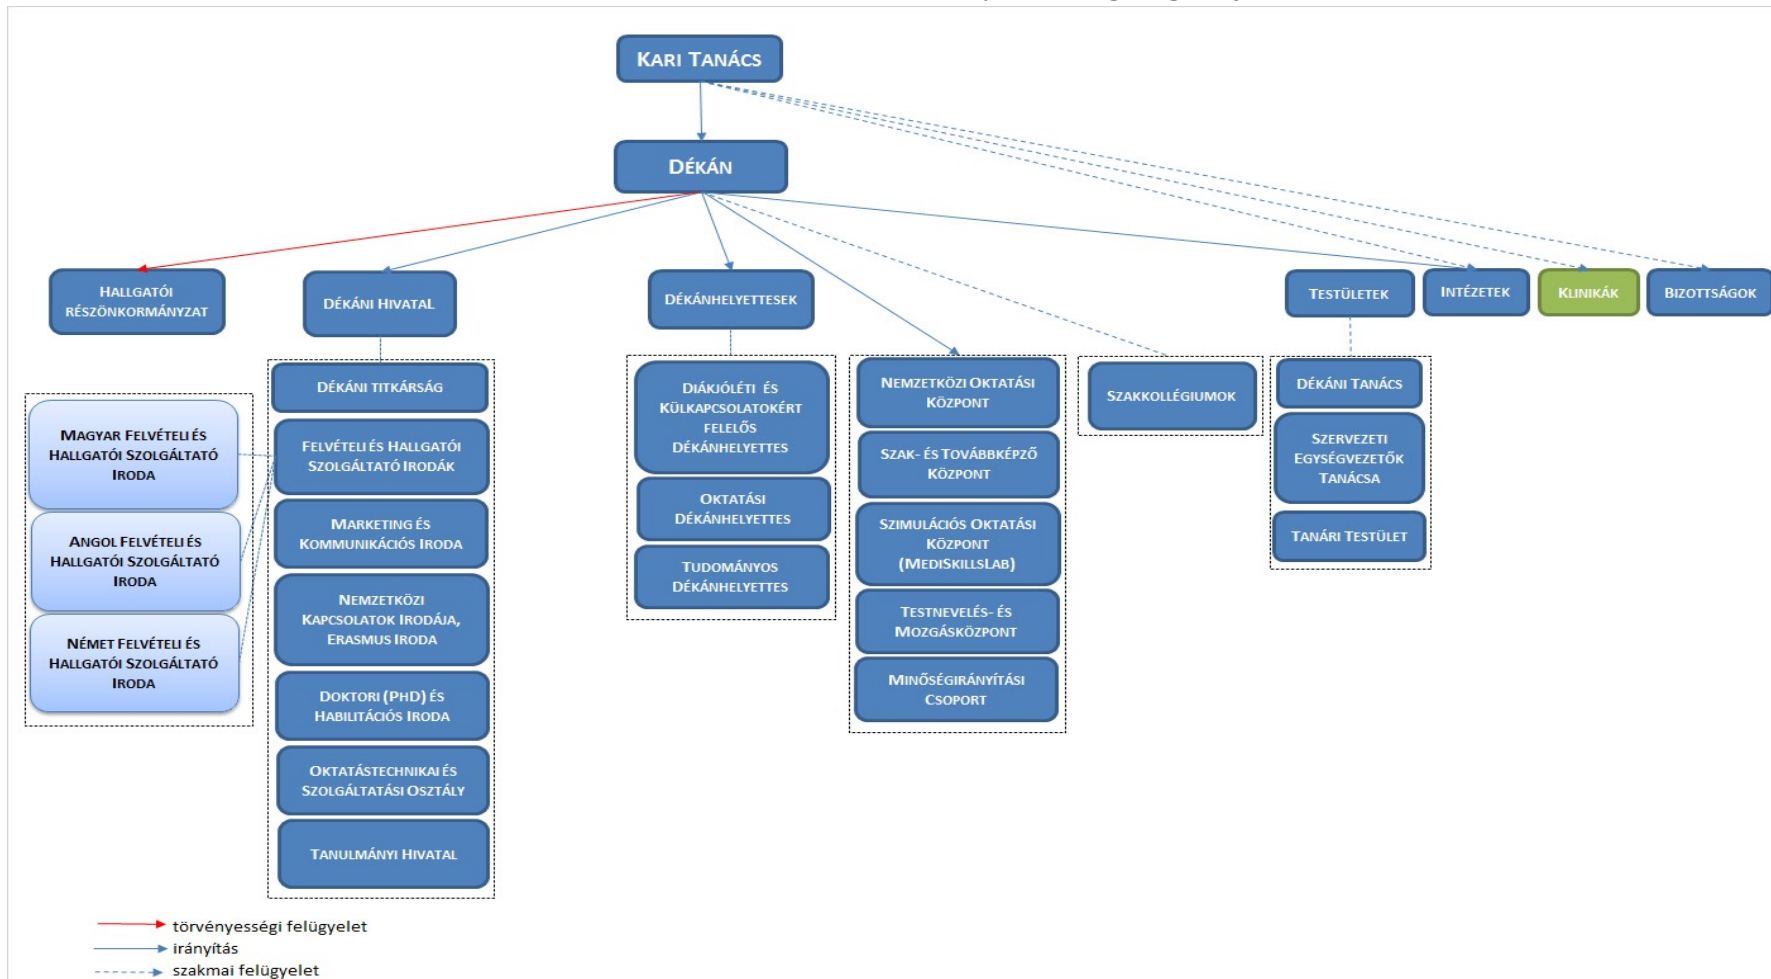 KARI TANÁCS
DÉKÁN
HALLGATÓI
RÉSZÖNKORMÁNYZAT
DÉKÁNI HIVATAL
DÉKÁNHELYETTESEK
TESTÜLETEK
INTÉZETEK
KLINIKÁK
BIZOTTSÁGOK
MAGYAR FELVÉTELI ÉS
HALLGATÓI SZOLGÁLTATÓ
IRODA
ANGOL FELVÉTELI ÉS
HALLGATÓI SZOLGÁLTATÓ
IRODA
NÉMET FELVÉTELI ÉS
HALLGATÓI SZOLGÁLTATÓ
IRODA
DÉKÁNI TITKÁRSÁG
FELVÉTELI ÉS HALLGATÓI
SZOLGÁLTATÓ IRODÁK
MARKETING ÉS
KOMMUNIKÁCIÓS IRODA
NEMZETKÖZI
KAPCSOLATOK IRODÁJA,
ERASMUS IRODA
DOKTORI (PHD) ÉS
HABILITÁCIÓS IRODA
OKTATÁSTECHNIKAI ÉS
SZOLGÁLTATÁSI OSZTÁLY
TANULMÁNYI HIVATAL
DIÁKJÓLÉTI ÉS
KÜLKAPCSOLATOKÉRT
FELELŐS
DÉKÁNHELYETTES
OKTATÁSI
DÉKÁNHELYETTES
TUDOMÁNYOS
DÉKÁNHELYETTES
NEMZETKÖZI OKTATÁSI
KÖZPONT
SZAK- ÉS TOVÁBBKÉPZŐ
KÖZPONT
SZIMULÁCIÓS OKTATÁSI
KÖZPONT
(MEDISKILLSLAB)
TESTNEVELÉS- ÉS
MOZGÁSKÖZPONT
MINŐSÉGIRÁNYÍTÁSI
CSOPORT
SZAKKOLLÉGIUMOK
DÉKÁNI TANÁCS
SZERVEZETI
EGYSÉGVEZETŐK
TANÁCSA
TANÁRI TESTÜLET
törvényességi felügyelet
irányítás
szakmai felügyelet